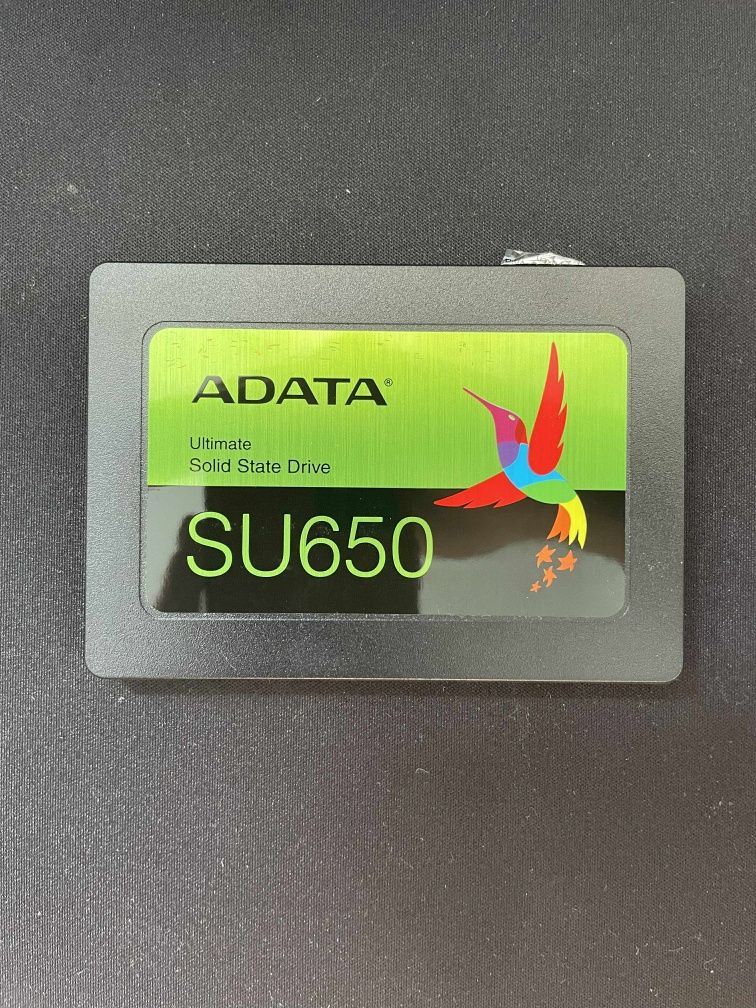 ADATA®
Ultimate
Solid State Drive
SU650